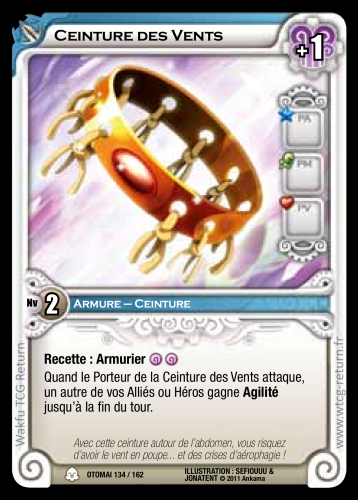 CEINTURE DES VENTS
+1
PA
PM
PV
Nv 2 ARMURE – CEINTURE
Recette : Armurier
Quand le Porteur de la Ceinture des Vents attaque,
un autre de vos Alliés ou Héros gagne Agilité
jusqu'à la fin du tour.
Avec cette ceinture autour de l'abdomen, vous risquez
d'avoir le vent en poupe... et des crises d'aérophagie !
OTOMAI 134 / 162
ILLUSTRATION : SEFIOUUU &
JONATENT © 2011 Ankama
Wakfu TCG Return
www.wtcg-return.fr